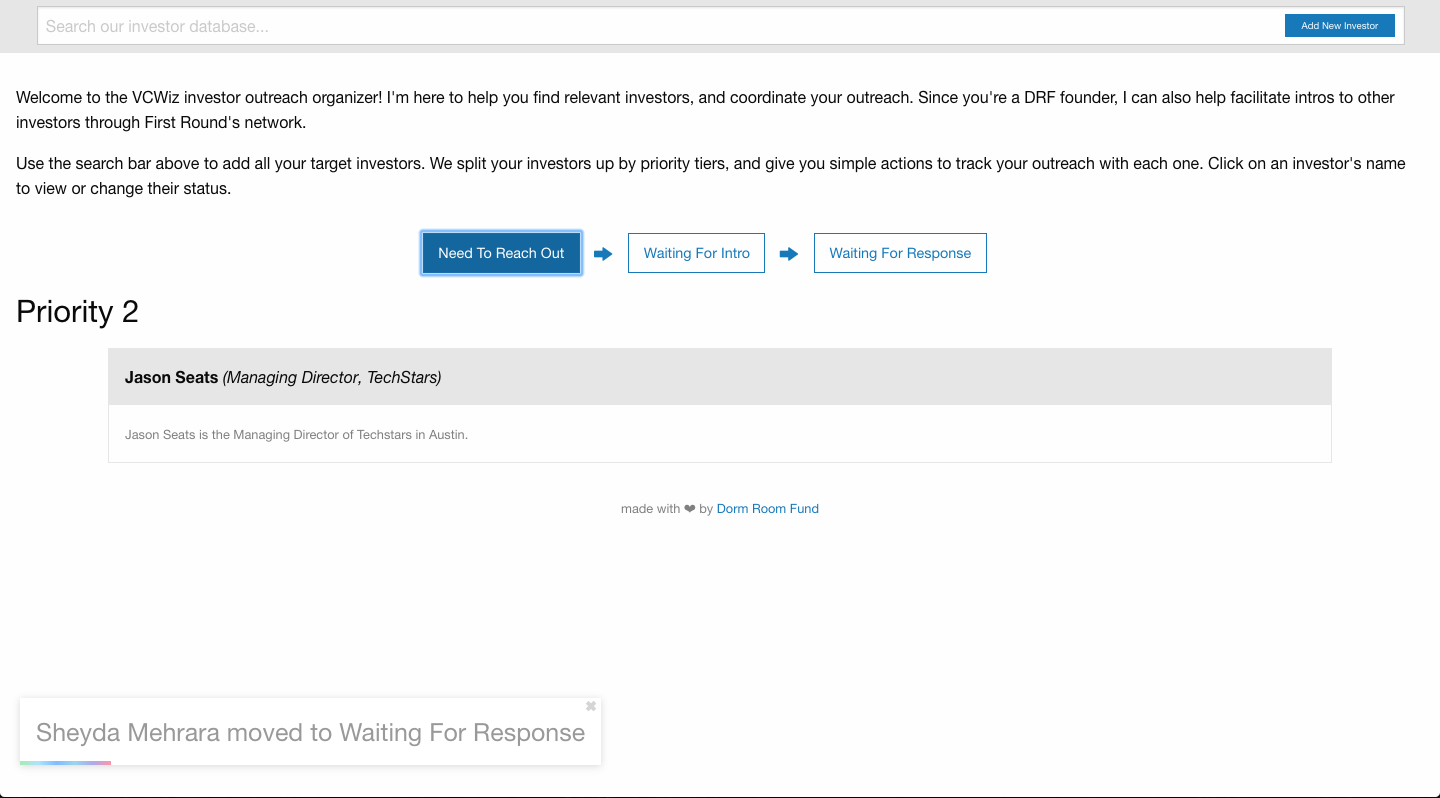 Search our investor database...
Add New Investor
Welcome to the VCWiz investor outreach organizer! I'm here to help you find relevant investors, and coordinate your outreach. Since you're a DRF founder, I can also help facilitate intros to other
investors through First Round's network.
Use the search bar above to add all your target investors. We split your investors up by priority tiers, and give you simple actions to track your outreach with each one. Click on an investor's name
to view or change their status.
Need To Reach Out
Waiting For Intro
Waiting For Response
Priority 2
Jason Seats (Managing Director, TechStars)
Jason Seats is the Managing Director of Techstars in Austin.
made with ❤ by Dorm Room Fund
Sheyda Mehrara moved to Waiting For Response